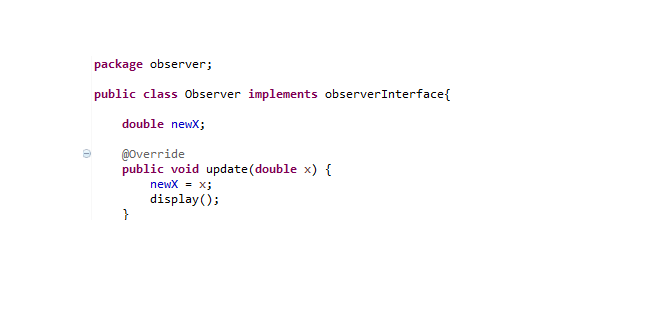 package observer;
public class Observer implements observerInterface{
double newX;
@Override
public void update(double x) {
newX = x;
display();
}